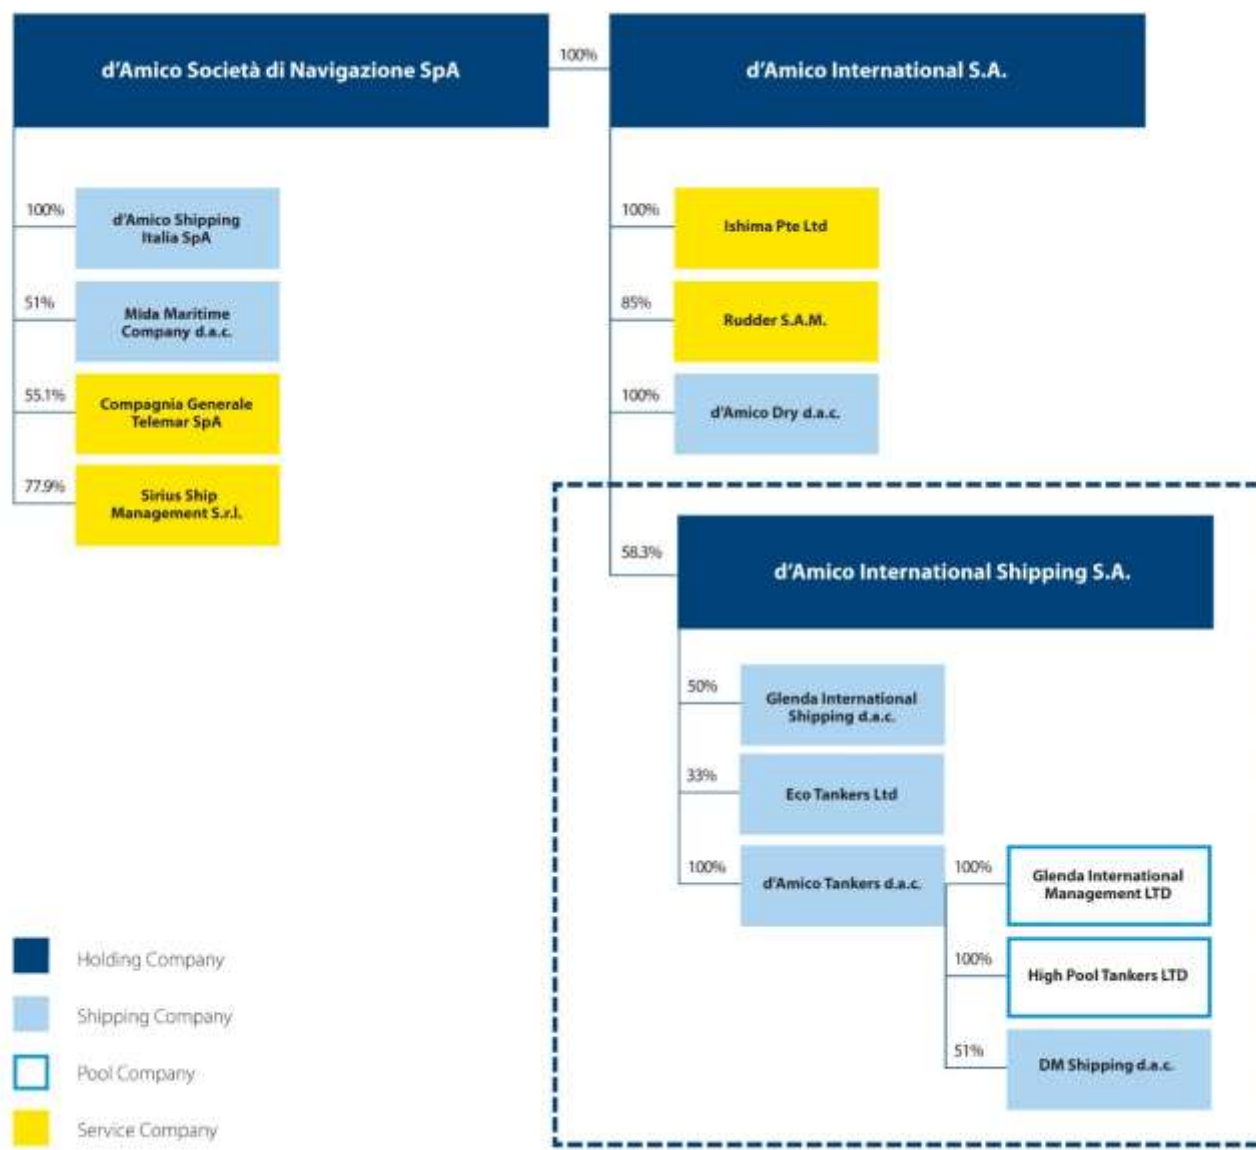 d'Amico Società di Navigazione SpA
100%
d'Amico International S.A.
100%
d'Amico Shipping
Italia SpA
51%
Mida Maritime
Company d.a.c.
55.1%
Compagnia Generale
Telemar SpA
77.9%
Sirius Ship
Management S.r.l.
100%
Ishima Pte Ltd
85%
Rudder S.A.M.
100%
d'Amico Dry d.a.c.
58.3%
d'Amico International Shipping S.A.
50%
Glenda International
Shipping d.a.c.
33%
Eco Tankers Ltd
100%
d'Amico Tankers d.a.c.
100%
Glenda International
Management LTD
100%
High Pool Tankers LTD
51%
DM Shipping d.a.c.
Holding Company
Shipping Company
Pool Company
Service Company